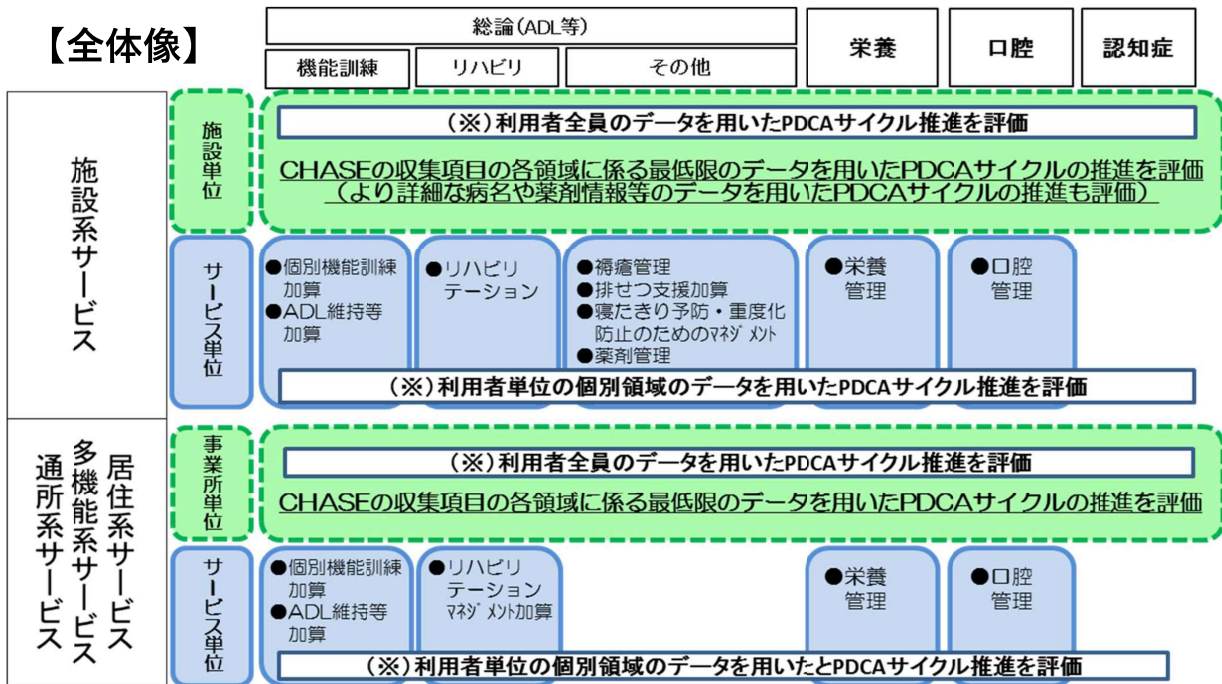 【全体像】
総論(ADL等)
機能訓練
リハビリ
その他
栄養
口腔
認知症
施設系サービス
施設単位
(※)利用者全員のデータを用いたPDCAサイクル推進を評価
CHASEの収集項目の各領域に係る最低限のデータを用いたPDCAサイクルの推進を評価
(より詳細な病名や薬剤情報等のデータを用いたPDCAサイクルの推進も評価)
サービス単位
●個別機能訓練
加算
●ADL維持等
加算
●リハビリ
テーション
●褥瘡管理
●排せつ支援加算
●寝たきり予防・重度化
防止のためのマネジメント
●薬剤管理
●栄養
管理
●口腔
管理
(※)利用者単位の個別領域のデータを用いたPDCAサイクル推進を評価
居住系サービス
多機能系サービス
通所系サービス
事業所単位
(※)利用者全員のデータを用いたPDCAサイクル推進を評価
CHASEの収集項目の各領域に係る最低限のデータを用いたPDCAサイクルの推進を評価
サービス単位
●個別機能訓練
加算
●ADL維持等
加算
●リハビリ
テーション
マネジメント加算
●栄養
管理
●口腔
管理
(※)利用者単位の個別領域のデータを用いたとPDCAサイクル推進を評価